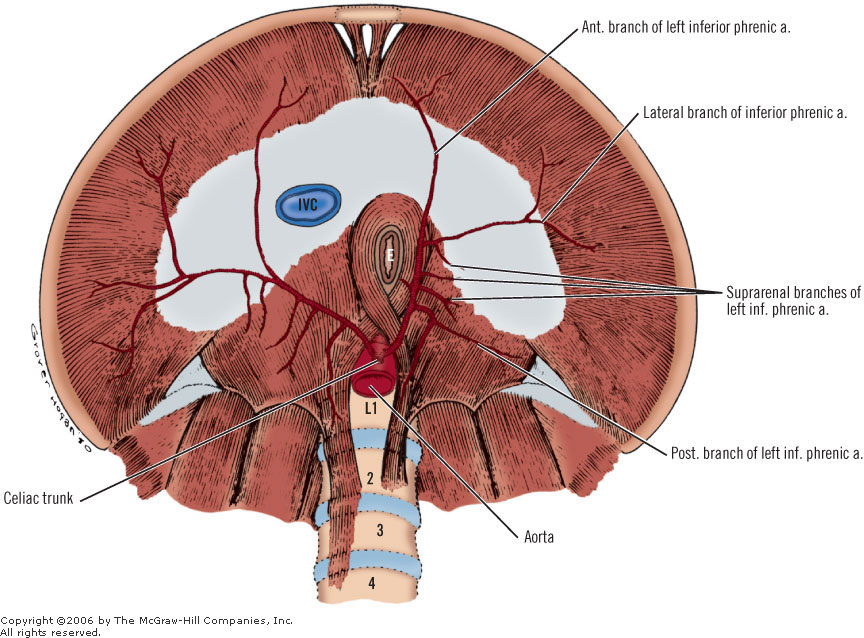 Ant. branch of left inferior phrenic a.
Lateral branch of inferior phrenic a.
IVC
E
Suprarenal branches of
left inf. phrenic a.
L1
Post. branch of left inf. phrenic a.
2
Celiac trunk
3
Aorta
4
Copyright ©2006 by The McGraw-Hill Companies, Inc.
All rights reserved.